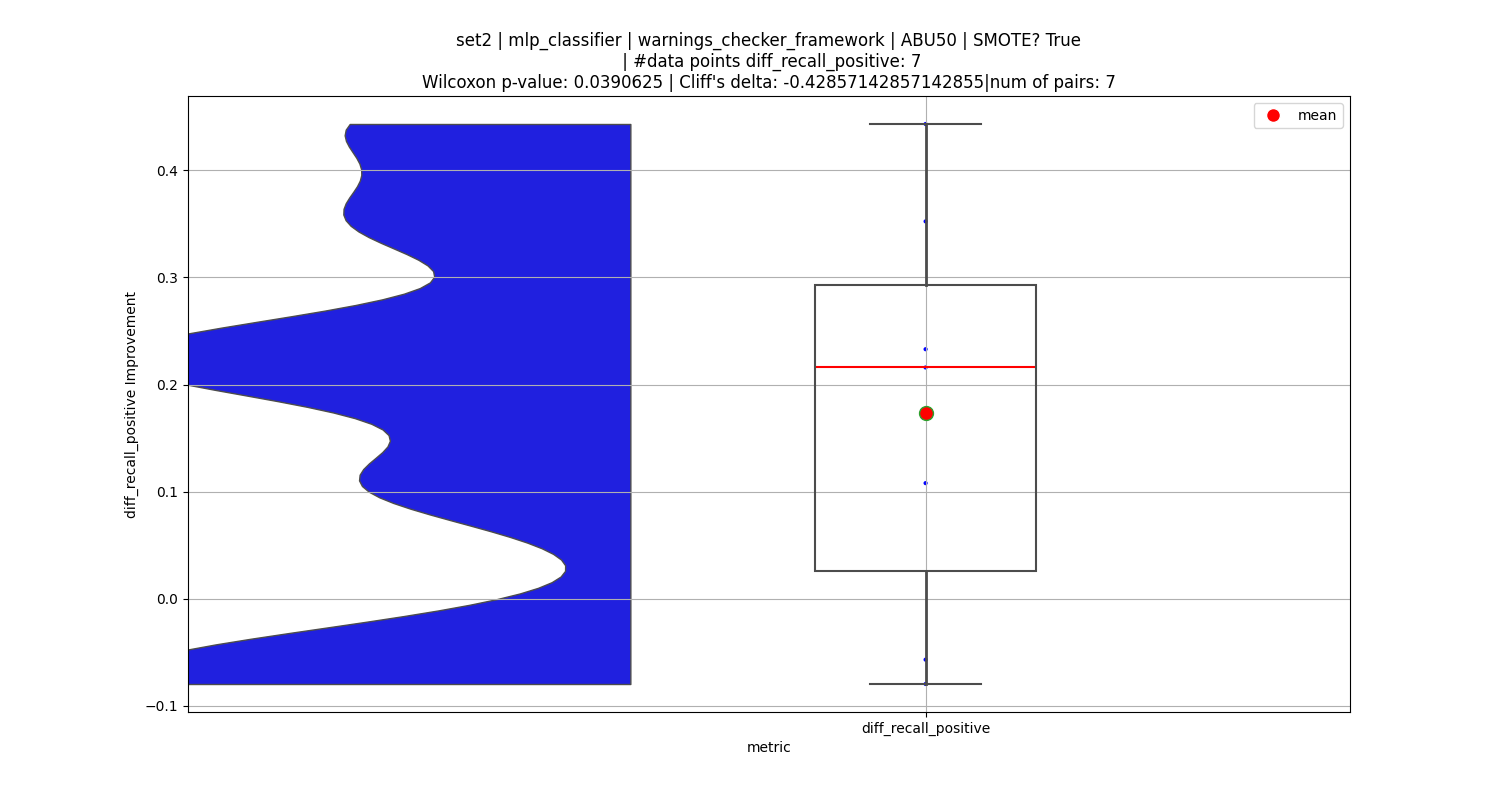 set2 | mlp_classifier | warnings_checker_framework | ABU50 | SMOTE? True
| #data points diff_recall_positive: 7
Wilcoxon p-value: 0.0390625 | Cliff's delta: -0.42857142857142855|num of pairs: 7
mean
0.4
0.3
0.2
0.1
0.0
−0.1
diff_recall_positive Improvement
diff_recall_positive
metric